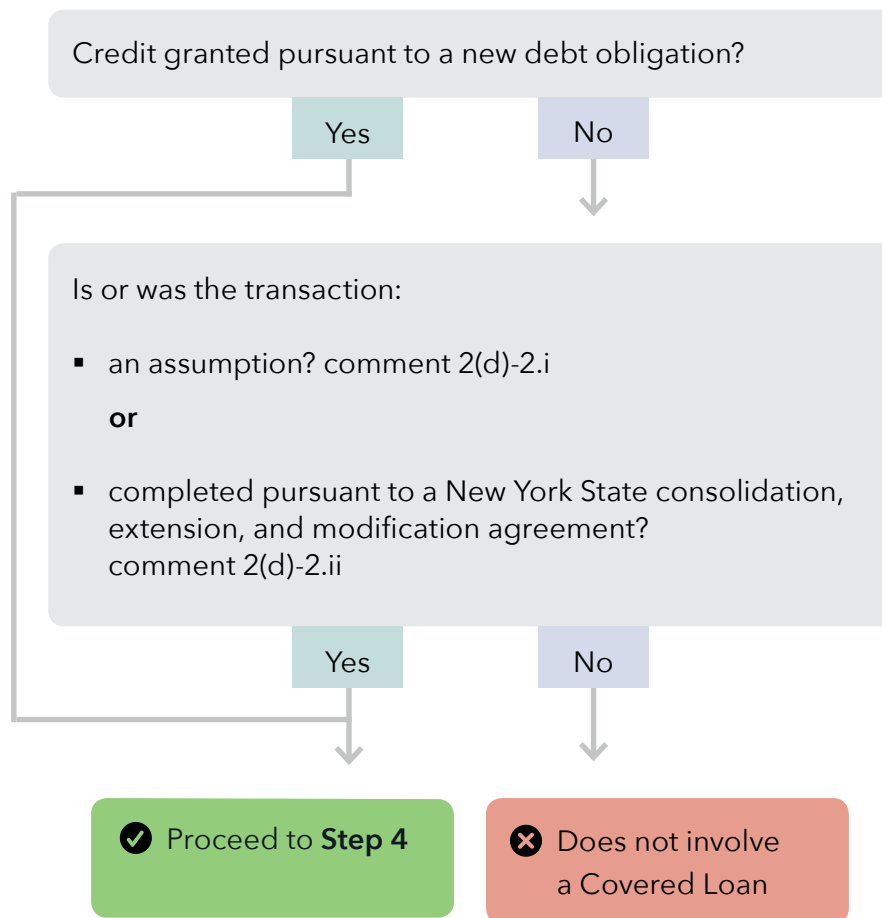 Credit granted pursuant to a new debt obligation?
Yes
No
Is or was the transaction:
▪ an assumption? comment 2(d)-2.i
or
▪ completed pursuant to a New York State consolidation,
extension, and modification agreement?
comment 2(d)-2.ii
Yes
No
Proceed to Step 4
Does not involve
a Covered Loan